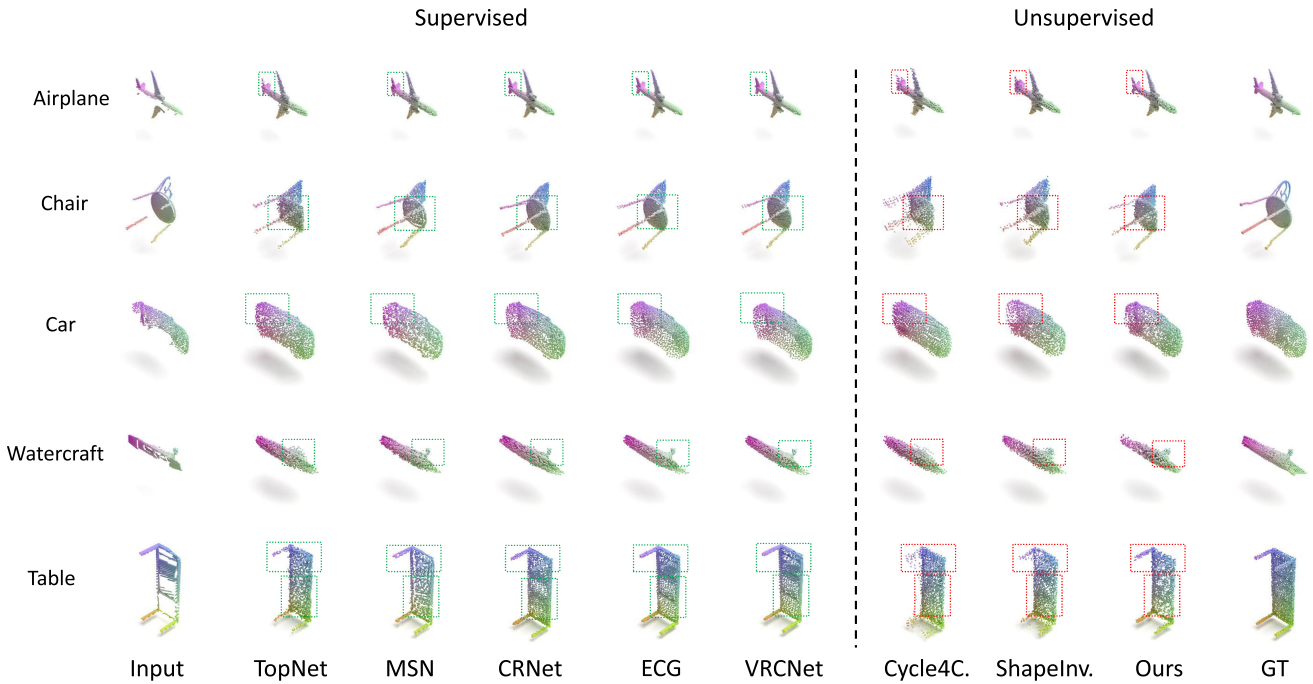 Supervised
Unsupervised
Airplane
Chair
Car
Watercraft
Table
Input TopNet MSN CRNet ECG VRCNet Cycle4C. ShapeInv. Ours GT